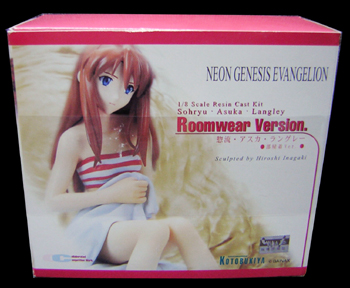 NEON GENESIS EVANGELION
1/8 Scale Resin Cast Kit
Sohryu · Asuka · Langley
Roomwear Version.
惣流・アスカ・ラングレー
Sculpted by Hiroshi Inagaki
KOTOBUKIYA